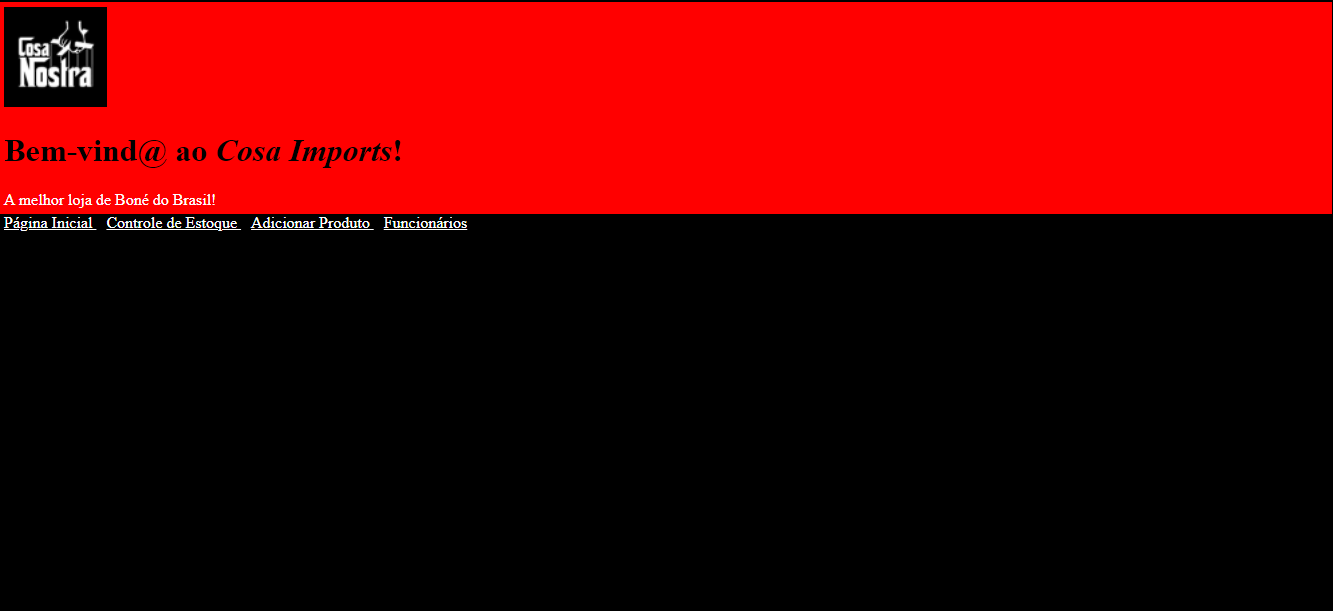 Cosa
Nostra
Bem-vind@ ao Cosa Imports!
A melhor loja de Boné do Brasil!
Página Inicial Controle de Estoque Adicionar Produto Funcionários